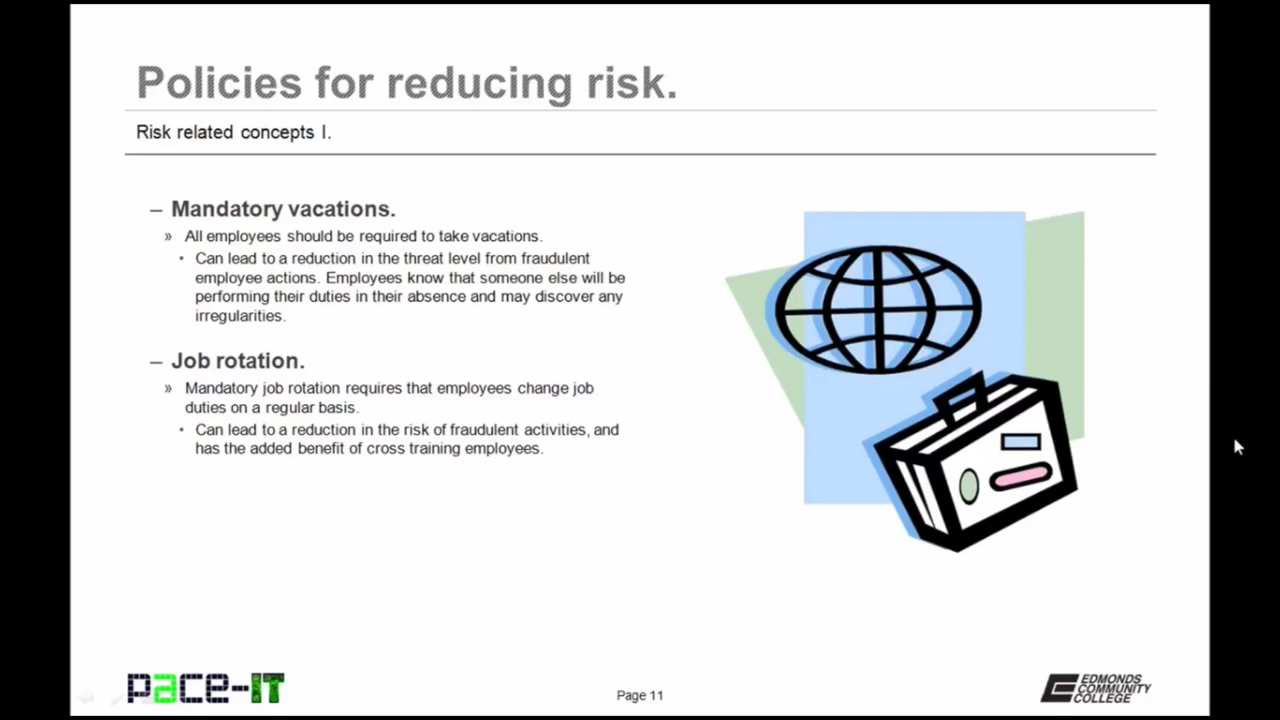 Policies for reducing risk.
Risk related concepts I.
– Mandatory vacations.
» All employees should be required to take vacations.
• Can lead to a reduction in the threat level from fraudulent
employee actions. Employees know that someone else will be
performing their duties in their absence and may discover any
irregularities.
– Job rotation.
» Mandatory job rotation requires that employees change job
duties on a regular basis.
• Can lead to a reduction in the risk of fraudulent activities, and
has the added benefit of cross training employees.
pace-IT
Page 11
EDMONDS
COMMUNITY
COLLEGE